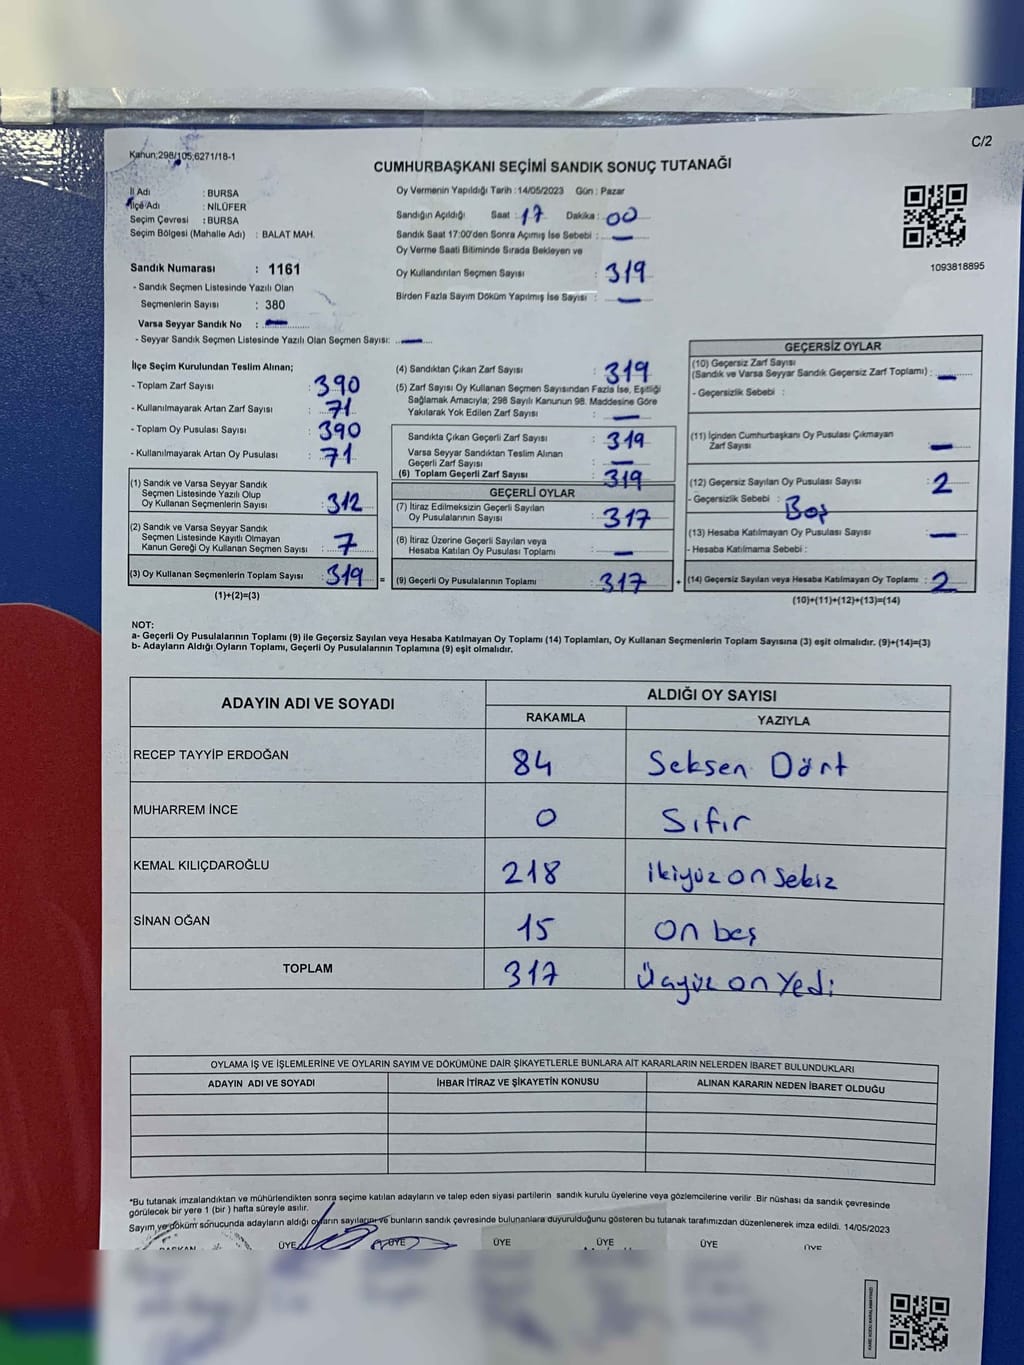 C/2
Kanun;298/105;6271/18-1
CUMHURBAŞKANI SEÇİMİ SANDIK SONUÇ TUTANAĞI
İl Adı : BURSA
İlçe Adı : NİLÜFER
Seçim Çevresi : BURSA
Seçim Bölgesi (Mahalle Adı) : BALAT MAH.
Sandık Numarası : 1161
- Sandık Seçmen Listesinde Yazılı Olan
Seçmenlerin Sayısı : 380
Varsa Seyyar Sandık No :
- Seyyar Sandık Seçmen Listesinde Yazılı Olan Seçmen Sayısı:
Oy Vermenin Yapıldığı Tarih : 14/05/2023 Gün : Pazar
Sandığın Açıldığı Saat : 17 Dakika : 00
Sandık Saat 17:00'den Sonra Açımış İse Sebebi : —
Oy Verme Saati Bitiminde Sırada Bekleyen ve
Oy Kullandırılan Seçmen Sayısı : 319
Birden Fazla Sayım Döküm Yapılmış İse Sayısı : —
1093818895
İlçe Seçim Kurulundan Teslim Alınan;
- Toplam Zarf Sayısı : 390
- Kullanılmayarak Artan Zarf Sayısı : 71
- Toplam Oy Pusulası Sayısı : 390
- Kullanılmayarak Artan Oy Pusulası : 71
(1) Sandık ve Varsa Seyyar Sandık
Seçmen Listesinde Yazılı Olup
Oy Kullanan Seçmenlerin Sayısı : 312
(2) Sandık ve Varsa Seyyar Sandık
Seçmen Listesinde Kayıtlı Olmayan
Kanun Gereği Oy Kullanan Seçmen Sayısı : 7
(3) Oy Kullanan Seçmenlerin Toplam Sayısı : 319 =
(1)+(2)=(3)
(4) Sandıktan Çıkan Zarf Sayısı : 319
(5) Zarf Sayısı Oy Kullanan Seçmen Sayısından Fazla İse, Eşitliği
Sağlamak Amacıyla; 298 Sayılı Kanunun 98. Maddesine Göre
Yakılarak Yok Edilen Zarf Sayısı : —
Sandıkta Çıkan Geçerli Zarf Sayısı : 319
Varsa Seyyar Sandıktan Teslim Alınan
Geçerli Zarf Sayısı : —
(6) Toplam Geçerli Zarf Sayısı : 319
GEÇERLİ OYLAR
(7) İtiraz Edilmeksizin Geçerli Sayılan
Oy Pusulalarının Sayısı : 317
(8) İtiraz Üzerine Geçerli Sayılan veya
Hesaba Katılan Oy Pusulası Toplamı : —
(9) Geçerli Oy Pusulalarının Toplamı : 317 +
GEÇERSİZ OYLAR
(10) Geçersiz Zarf Sayısı
(Sandık ve Varsa Seyyar Sandık Geçersiz Zarf Toplamı) : —
- Geçersizlik Sebebi :
(11) İçinden Cumhurbaşkanı Oy Pusulası Çıkmayan
Zarf Sayısı : —
(12) Geçersiz Sayılan Oy Pusulası Sayısı : 2
- Geçersizlik Sebebi : Boş
(13) Hesaba Katılmayan Oy Pusulası Sayısı : —
- Hesaba Katılmama Sebebi :
(14) Geçersiz Sayılan veya Hesaba Katılmayan Oy Toplamı : 2
(10)+(11)+(12)+(13)=(14)
NOT:
a- Geçerli Oy Pusulalarının Toplamı (9) ile Geçersiz Sayılan veya Hesaba Katılmayan Oy Toplamı (14) Toplamları, Oy Kullanan Seçmenlerin Toplam Sayısına (3) eşit olmalıdır. (9)+(14)=(3)
b- Adayların Aldığı Oyların Toplamı, Geçerli Oy Pusulalarının Toplamına (9) eşit olmalıdır.
ADAYIN ADI VE SOYADI ALDIĞI OY SAYISI
RAKAMLA YAZIYLA
RECEP TAYYİP ERDOĞAN 84 Seksen Dört
MUHARREM İNCE 0 Sıfır
KEMAL KILIÇDAROĞLU 218 ikiyüz on sekiz
SİNAN OĞAN 15 on beş
TOPLAM 317 Üçyüz on Yedi
OYLAMA İŞ VE İŞLEMLERİNE VE OYLARIN SAYIM VE DÖKÜMÜNE DAİR ŞİKAYETLERLE BUNLARA AİT KARARLARIN NELERDEN İBARET BULUNDUKLARI
ADAYIN ADI VE SOYADI İHBAR İTİRAZ VE ŞİKAYETİN KONUSU ALINAN KARARIN NEDEN İBARET OLDUĞU
*Bu tutanak imzalandıktan ve mühürlendikten sonra seçime katılan adayların ve talep eden siyasi partilerin sandık kurulu üyelerine veya gözlemcilerine verilir .Bir nüshası da sandık çevresinde
görülecek bir yere 1 (bir ) hafta süreyle asılır.
Sayım ve döküm sonucunda adayların aldığı oyların sayılarını ve bunların sandık çevresinde bulunanlara duyurulduğunu gösteren bu tutanak tarafımızdan düzenlenerek imza edildi. 14/05/2023
BAŞKAN ÜYE ÜYE ÜYE ÜYE ÜYE ÜYE